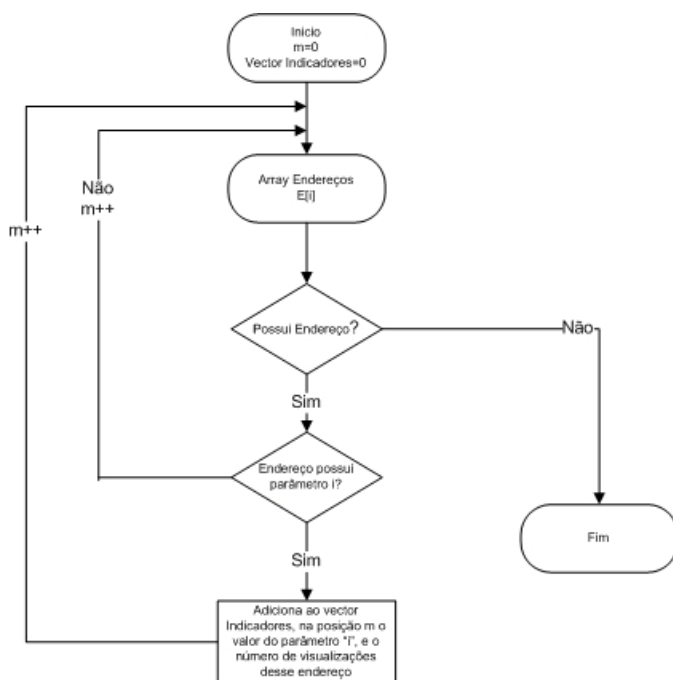 Inicio
m=0
Vector Indicadores=0
Array Endereços
E[i]
Não
m++
m++
Possui Endereço?
Não
Sim
Endereço possui
parâmetro i?
Fim
Sim
Adiciona ao vector
Indicadores, na posição m o
valor do parâmetro "i", e o
número de visualizações
desse endereço